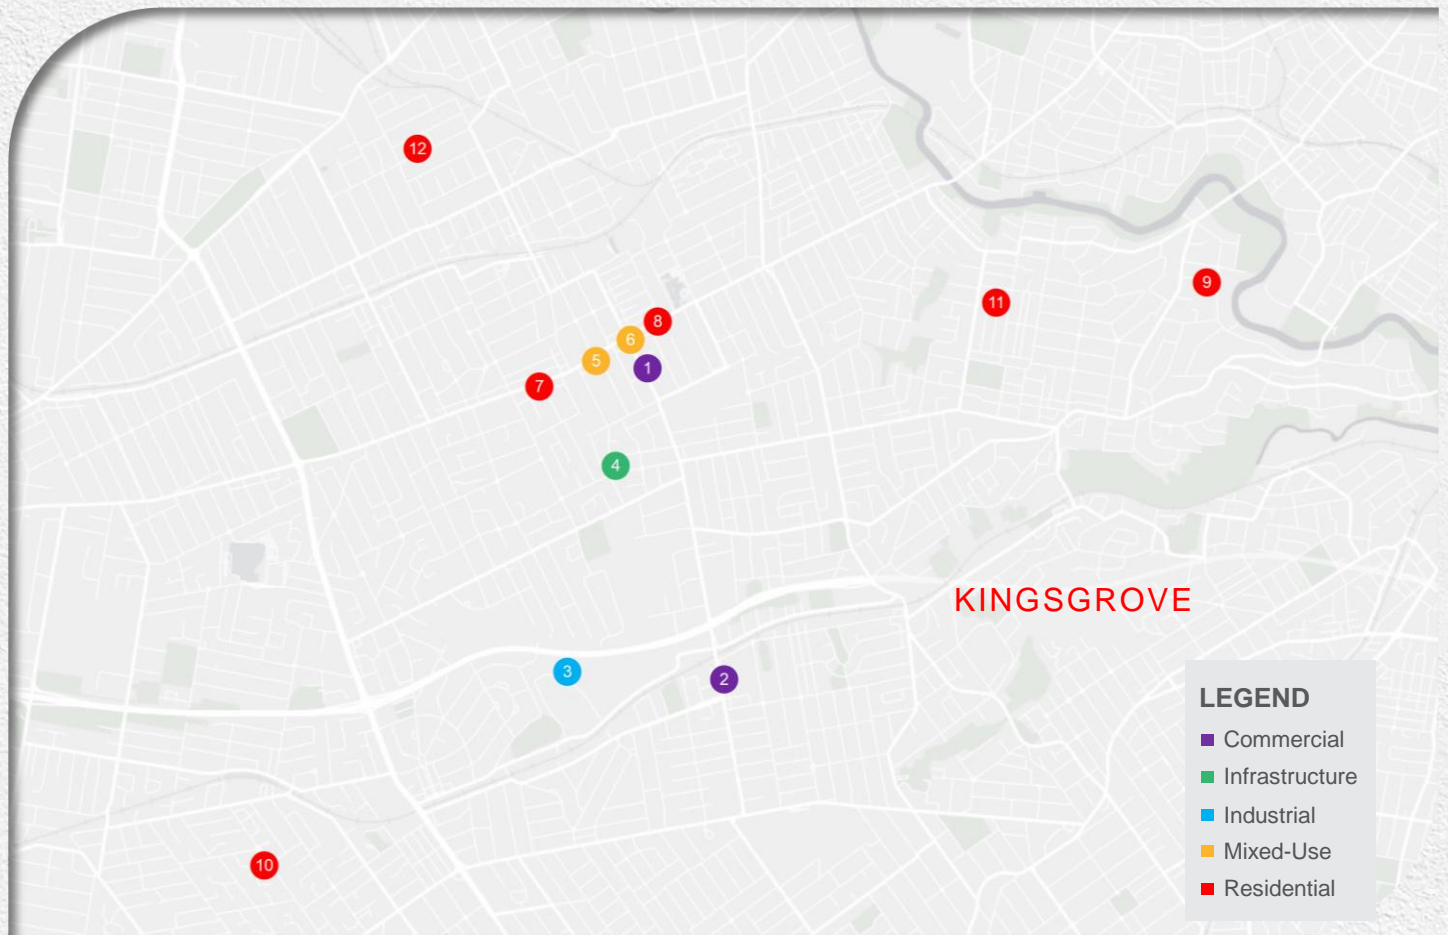 12
9
11
8
6
5
1
7
4
KINGSGROVE
3
2
LEGEND
Commercial
Infrastructure
Industrial
Mixed-Use
Residential
10